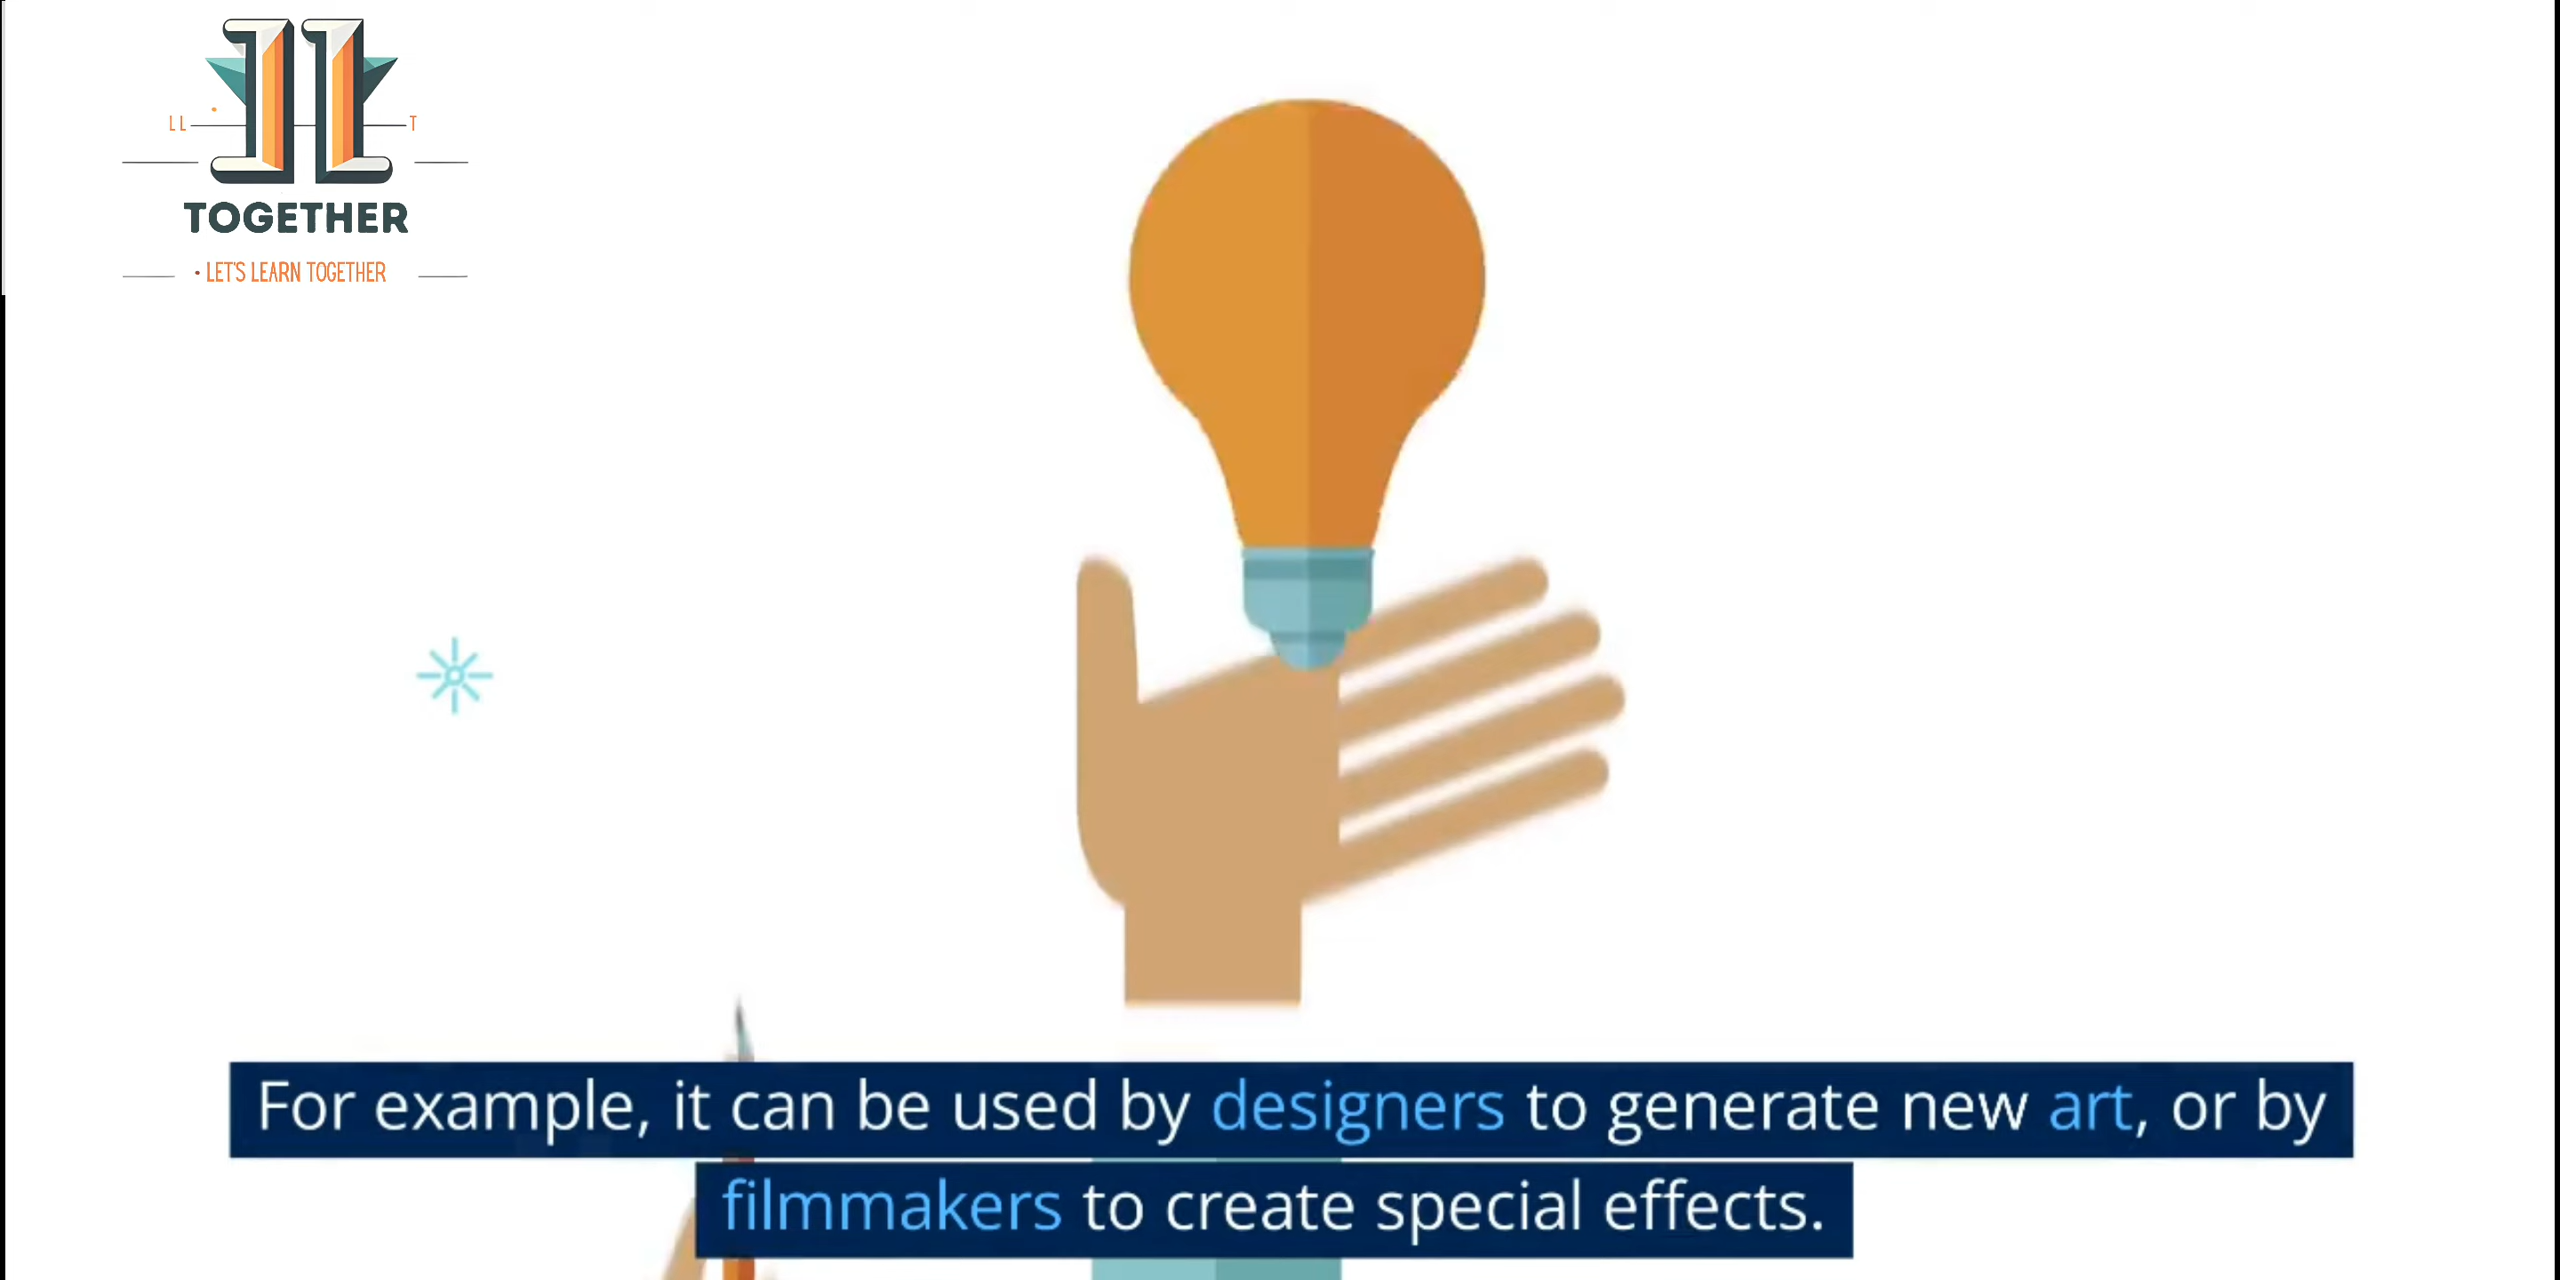 LL T
TOGETHER
• LET'S LEARN TOGETHER
For example, it can be used by designers to generate new art, or by
filmmakers to create special effects.